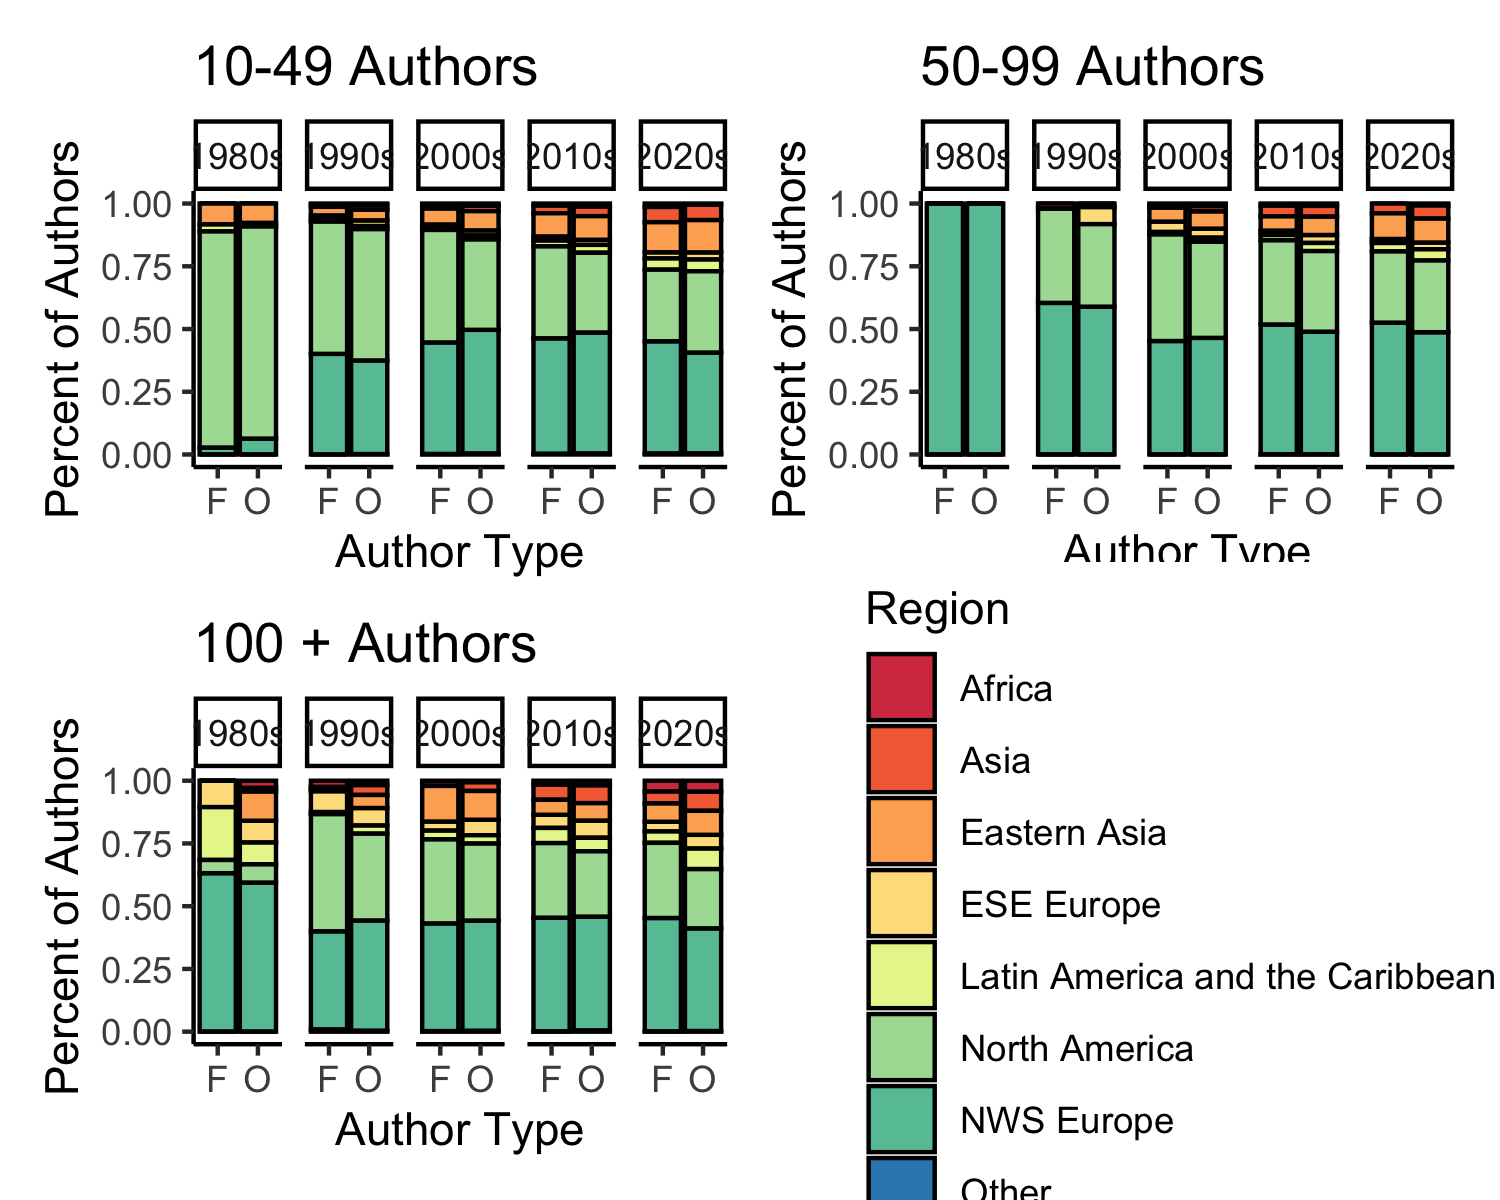 10-49 Authors
1980s 1990s 2000s 2010s 2020s
Percent of Authors
1.00
0.75
0.50
0.25
0.00
F O F O F O F O F O
Author Type
50-99 Authors
1980s 1990s 2000s 2010s 2020s
Percent of Authors
1.00
0.75
0.50
0.25
0.00
F O F O F O F O F O
Author Type
100 + Authors
1980s 1990s 2000s 2010s 2020s
Percent of Authors
1.00
0.75
0.50
0.25
0.00
F O F O F O F O F O
Author Type
Region
Africa
Asia
Eastern Asia
ESE Europe
Latin America and the Caribbean
North America
NWS Europe
Other